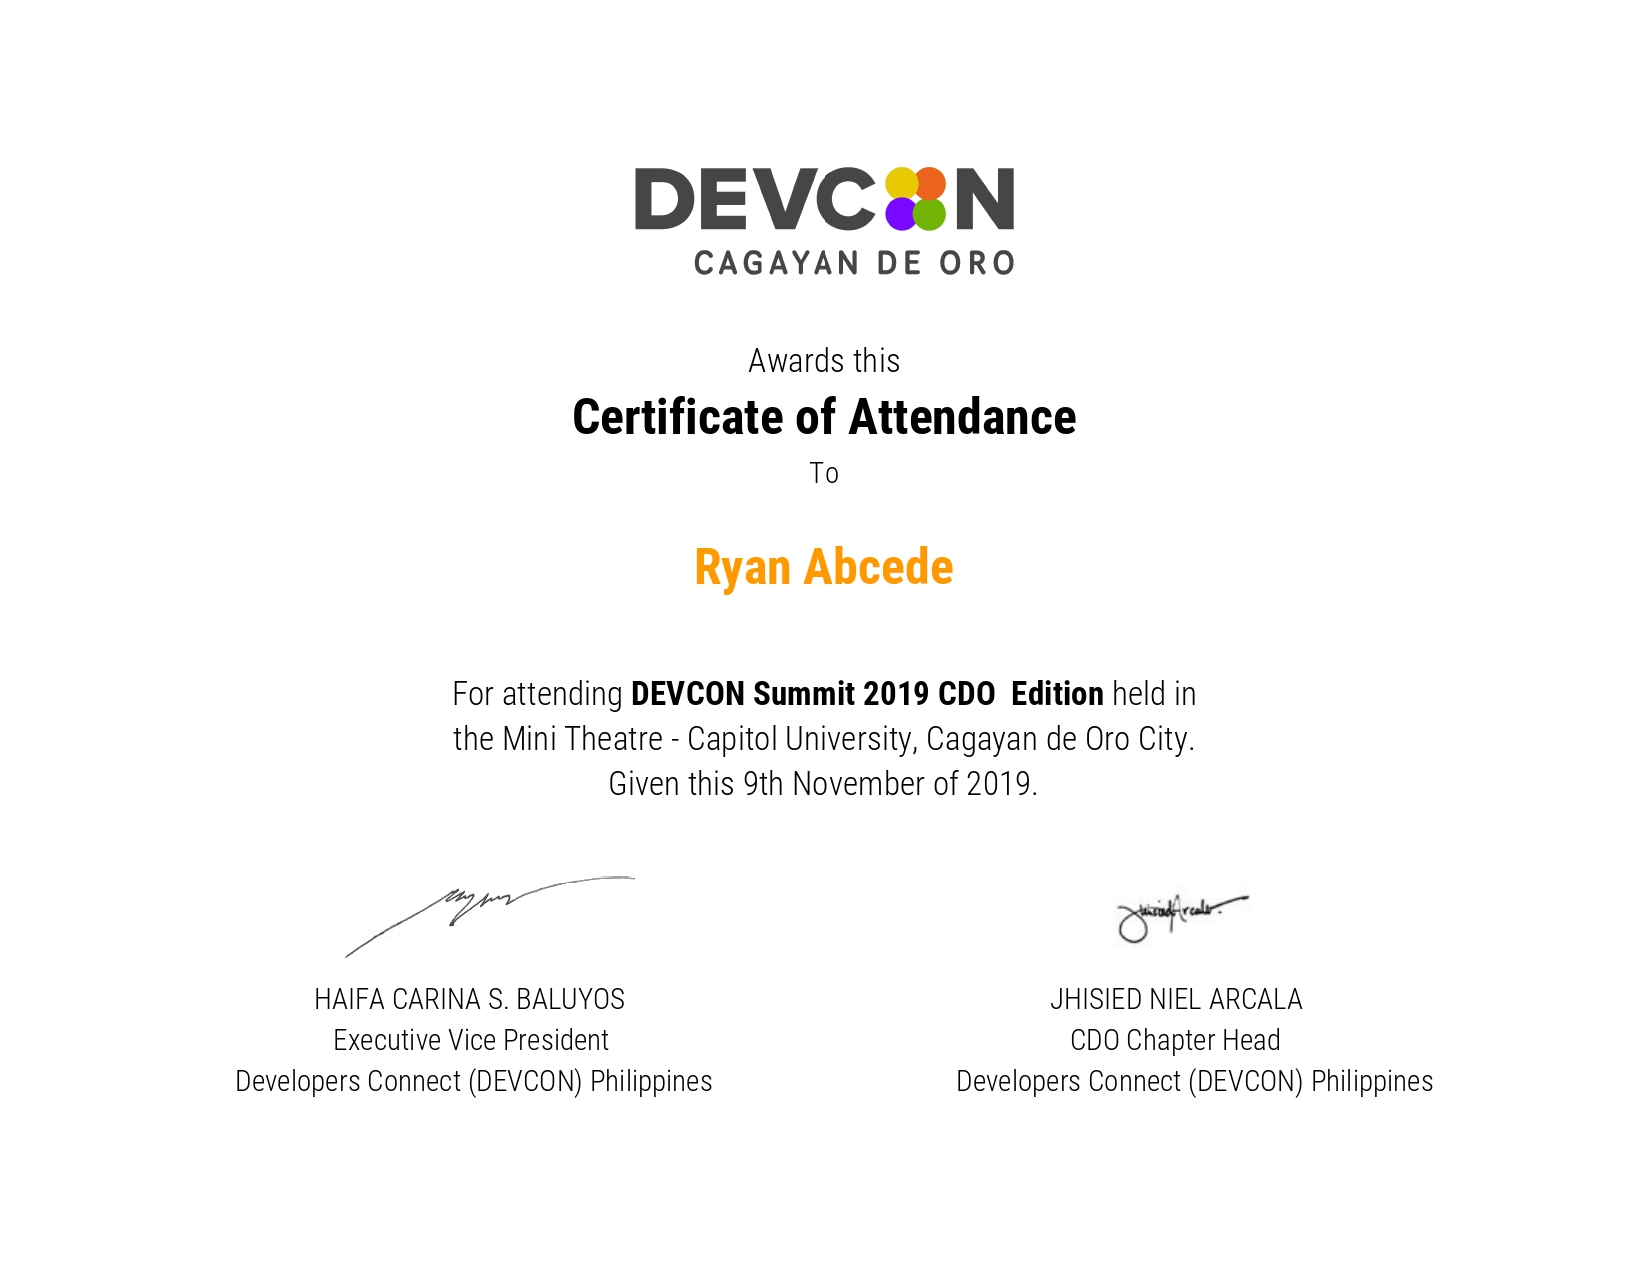 DEVCON
CAGAYAN DE ORO
Awards this
Certificate of Attendance
To
Ryan Abcede
For attending DEVCON Summit 2019 CDO  Edition held in
the Mini Theatre - Capitol University, Cagayan de Oro City.
Given this 9th November of 2019.
HAIFA CARINA S. BALUYOS
Executive Vice President
Developers Connect (DEVCON) Philippines
JHISIED NIEL ARCALA
CDO Chapter Head
Developers Connect (DEVCON) Philippines